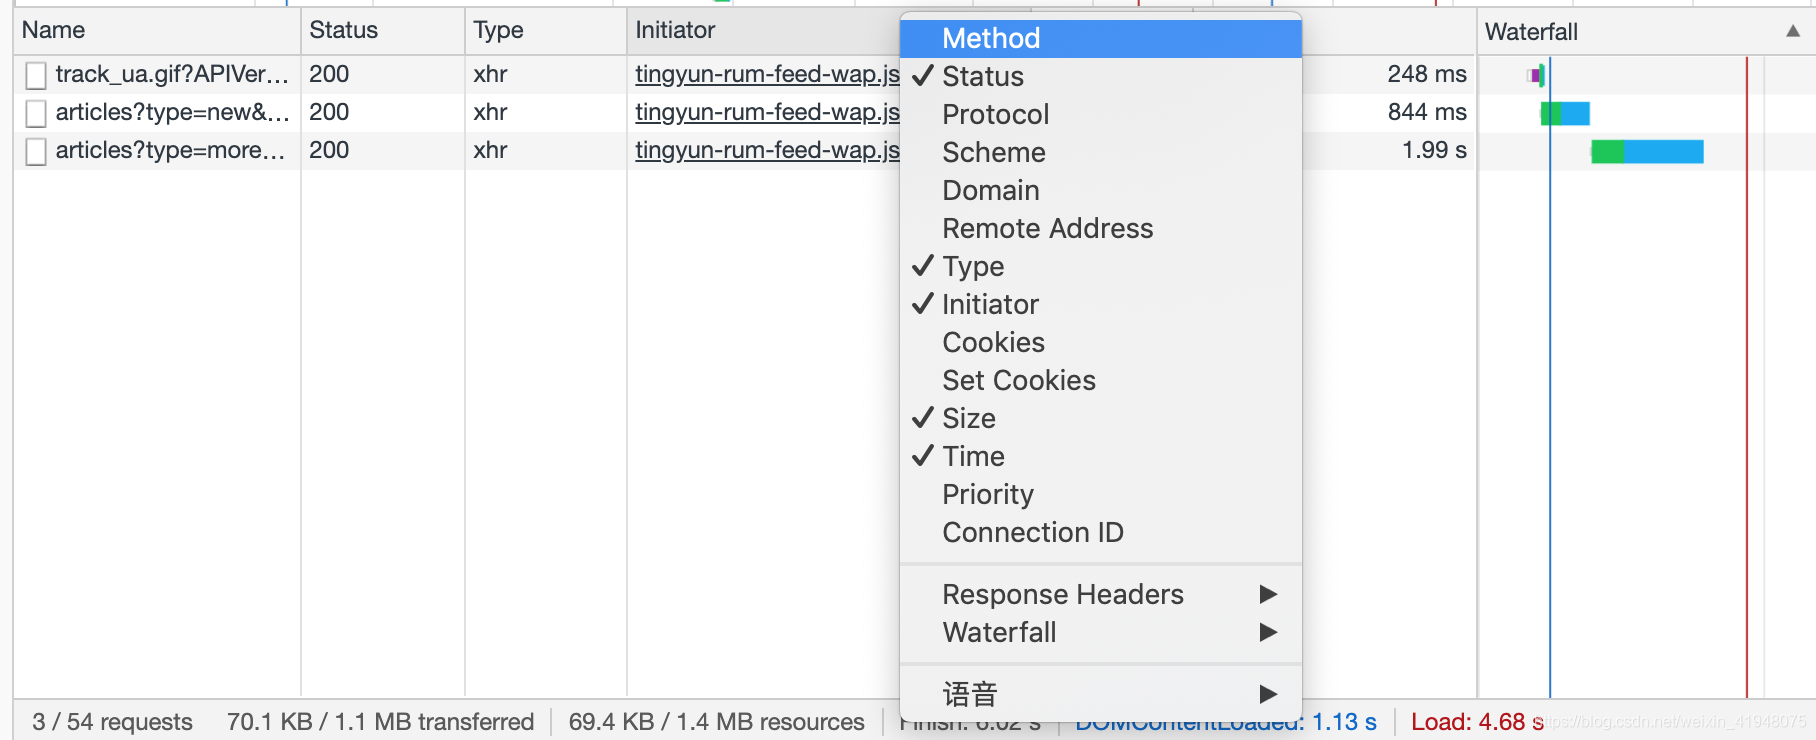 Name Status Type Initiator Waterfall ▲
track_ua.gif?APIVer... 200 xhr tingyun-rum-feed-wap.js 248 ms
articles?type=new&... 200 xhr tingyun-rum-feed-wap.js 844 ms
articles?type=more... 200 xhr tingyun-rum-feed-wap.js 1.99 s
Method
✓ Status
Protocol
Scheme
Domain
Remote Address
✓ Type
✓ Initiator
Cookies
Set Cookies
✓ Size
✓ Time
Priority
Connection ID
Response Headers ▶
Waterfall ▶
语音 ▶
3 / 54 requests 70.1 KB / 1.1 MB transferred 69.4 KB / 1.4 MB resources Finish: 6.02 s DOMContentLoaded: 1.13 s Load: 4.68 s
https://blog.csdn.net/weixin_41948075